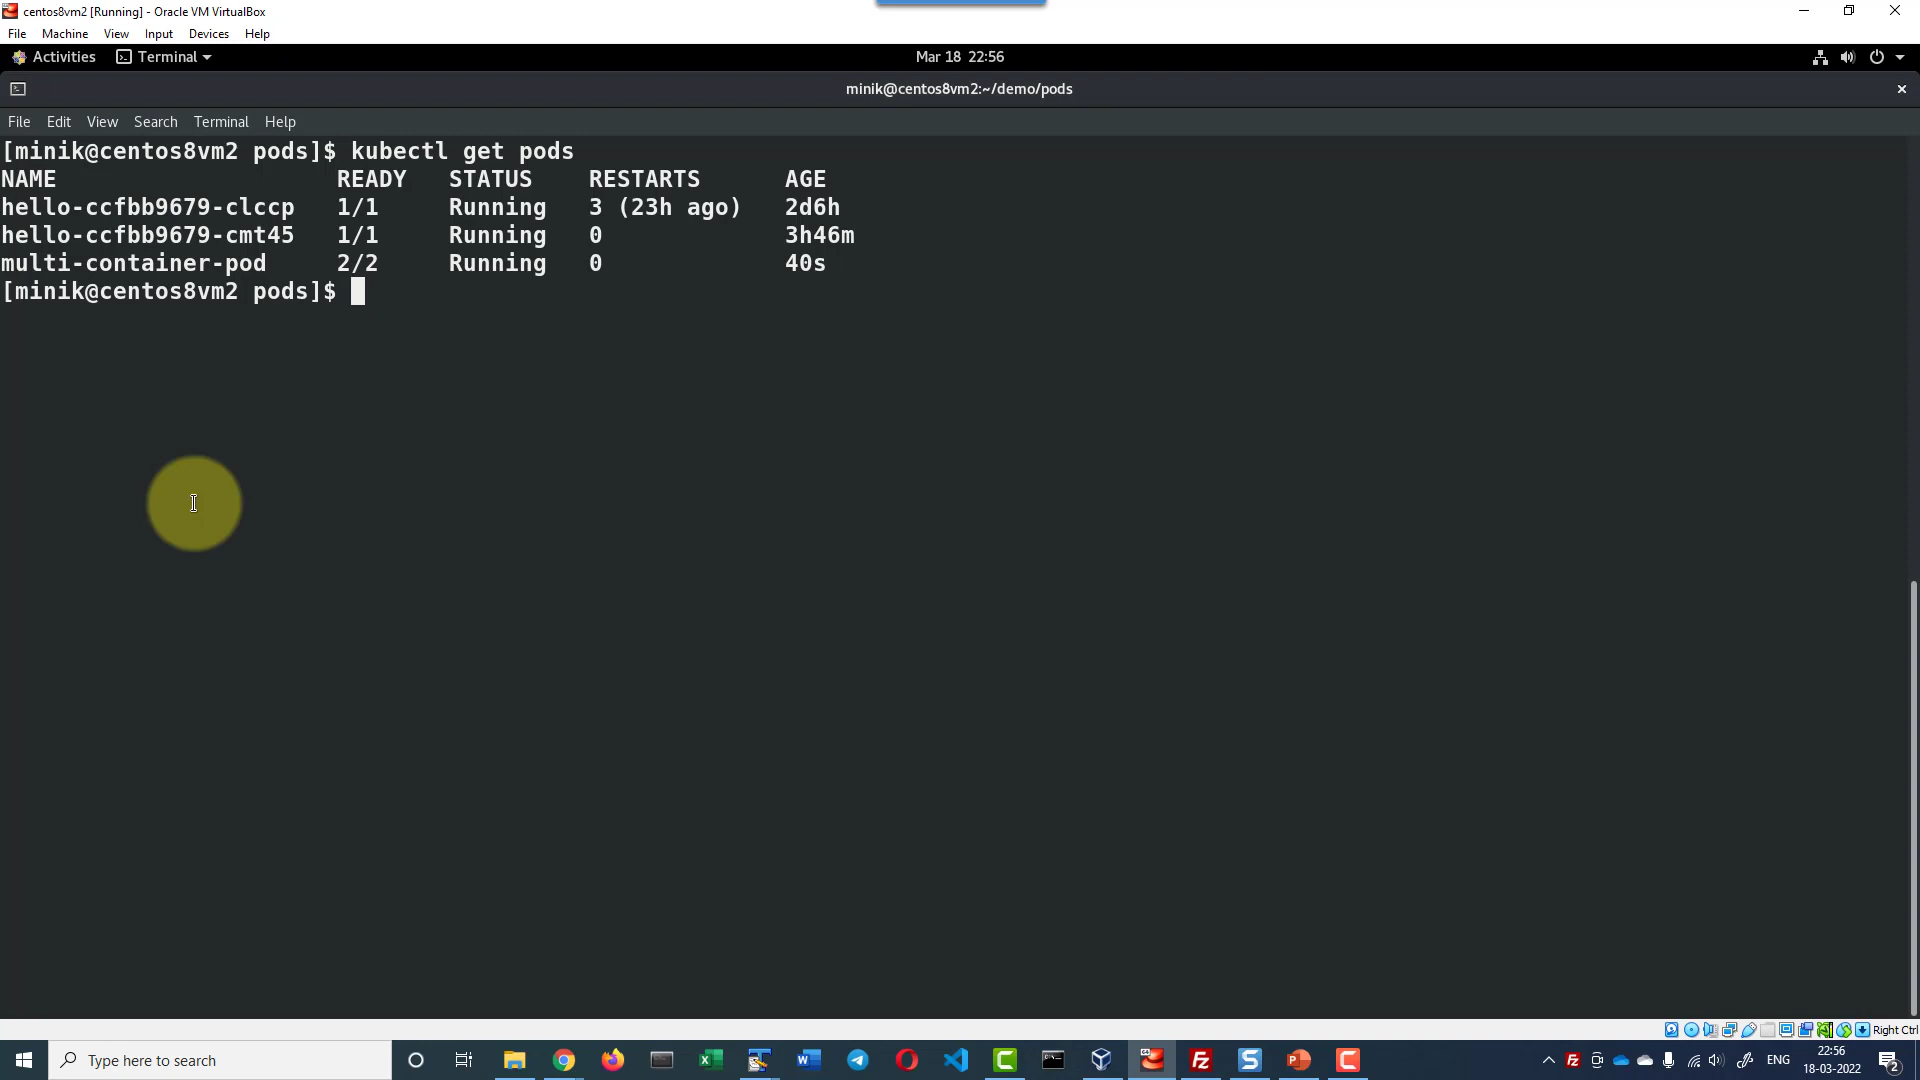 centos8vm2 [Running] - Oracle VM VirtualBox
File Machine View Input Devices Help
Activities Terminal Mar 18 22:56
minik@centos8vm2:~/demo/pods
File Edit View Search Terminal Help
[minik@centos8vm2 pods]$ kubectl get pods
NAME READY STATUS RESTARTS AGE
hello-ccfbb9679-clccp 1/1 Running 3 (23h ago) 2d6h
hello-ccfbb9679-cmt45 1/1 Running 0 3h46m
multi-container-pod 2/2 Running 0 40s
[minik@centos8vm2 pods]$
Right Ctrl
Type here to search
ENG
22:56
18-03-2022
2